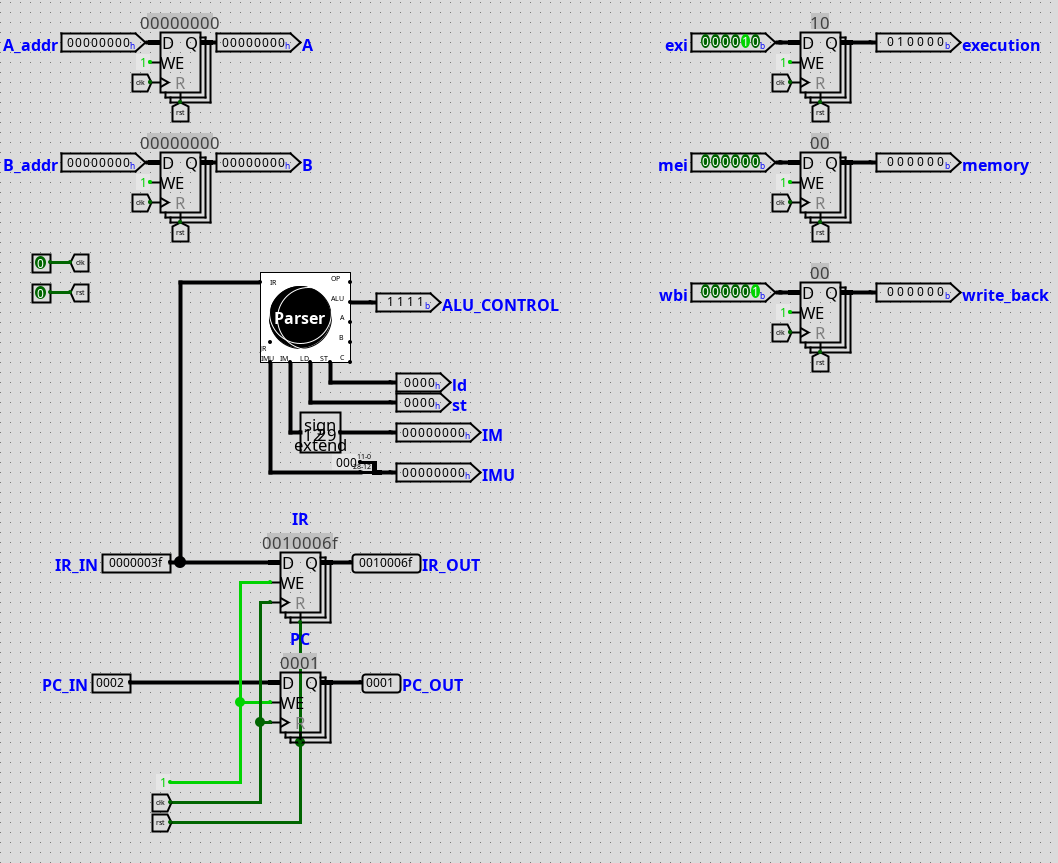 00000000
A_addr 00000000h D Q 00000000h A
1 WE
clk R
rst
00000000
B_addr 00000000h D Q 00000000h B
1 WE
clk R
rst
10
exi 000010b D Q 010000b execution
1 WE
clk R
rst
00
mei 000000b D Q 000000b memory
1 WE
clk R
rst
00
wbi 000001b D Q 000000b write_back
1 WE
clk R
rst
0 clk
0 rst
IR OP
ALU 1111b ALU_CONTROL
Parser A
B
R
IMU IM LD ST C
0000h ld
0000h st
sign
extend
00000000h IM
000 11-0
28-12
00000000h IMU
IR
0010006f
IR_IN 0000003f D Q 0010006f IR_OUT
WE
R
PC
0001
PC_IN 0002 D Q 0001 PC_OUT
WE
R
1
clk
rst